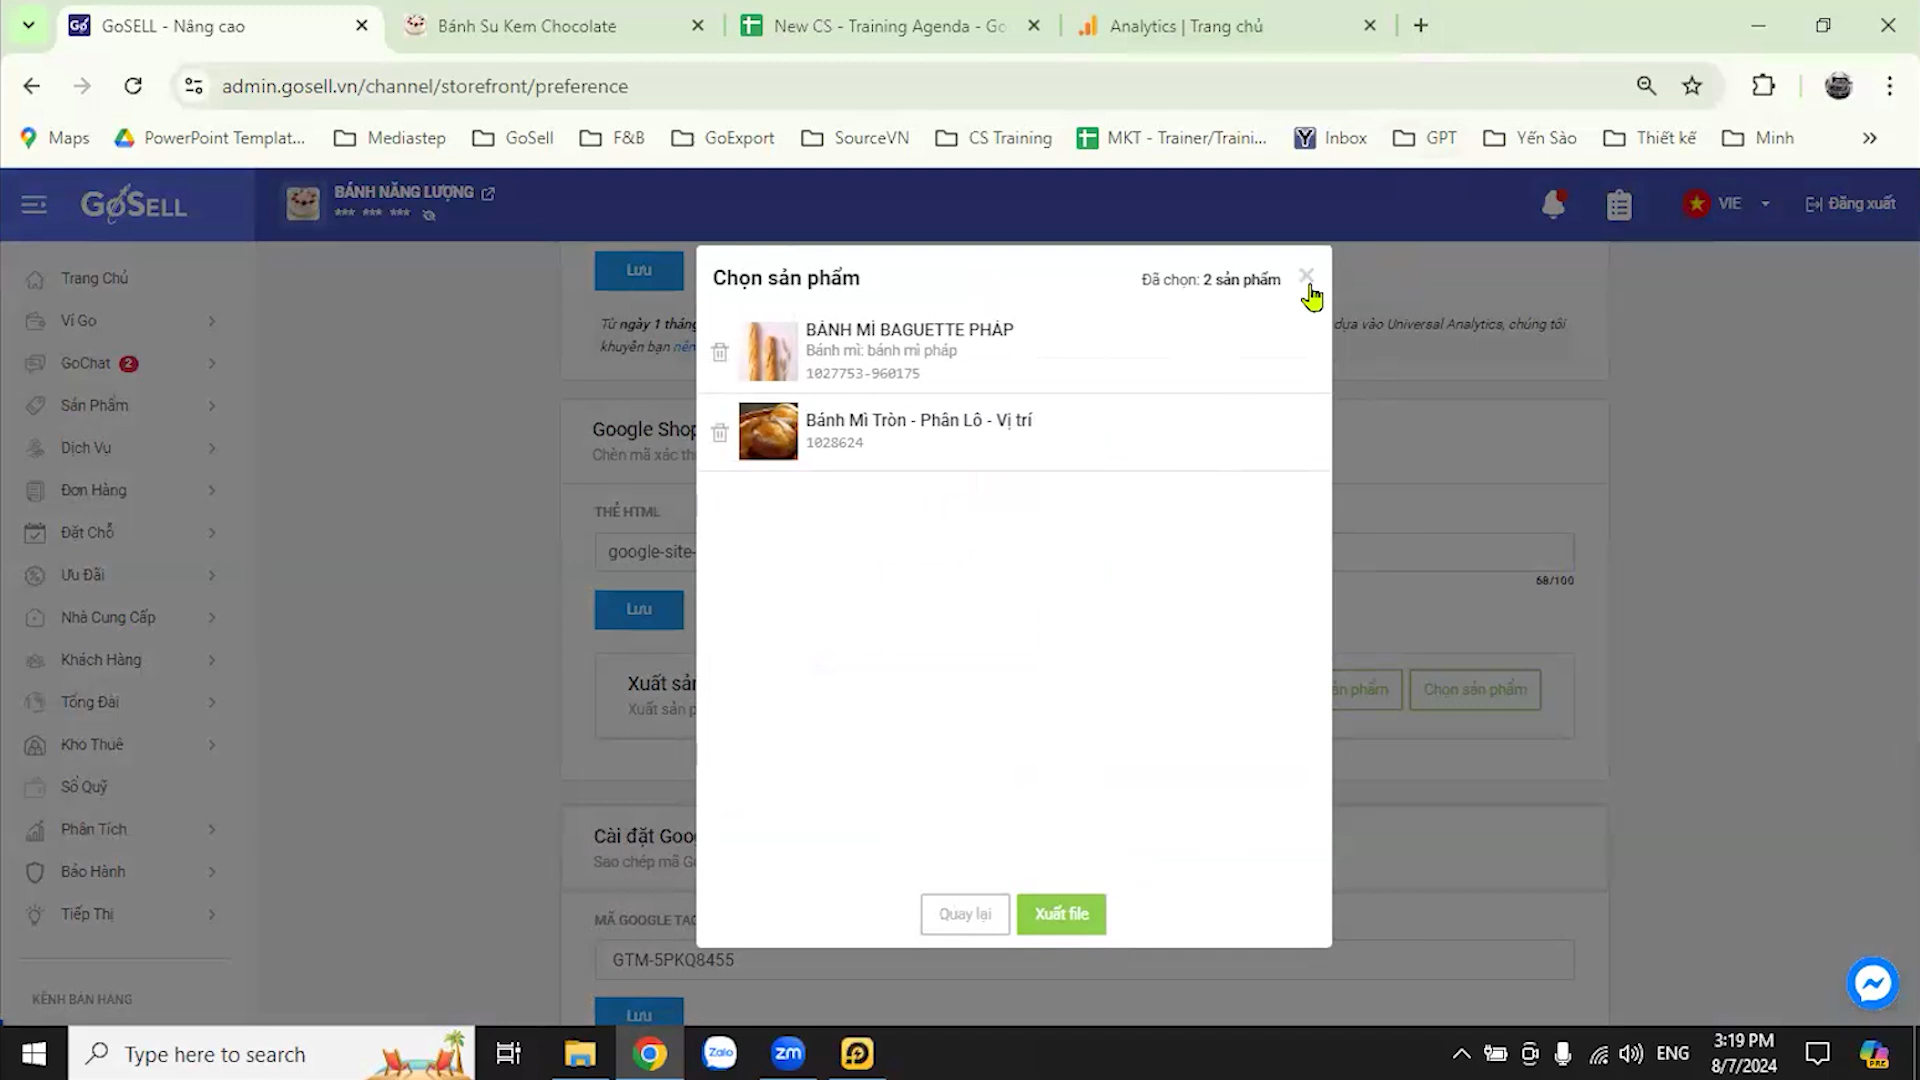 GoSELL - Nâng cao
Bánh Su Kem Chocolate
New CS - Training Agenda - Go
Analytics | Trang chủ
admin.gosell.vn/channel/storefront/preference
Maps
PowerPoint Templat...
Mediastep
GoSell
F&B
GoExport
SourceVN
CS Training
MKT - Trainer/Traini...
Inbox
GPT
Yến Sào
Thiết kế
Minh
»
GoSELL
BÁNH NĂNG LƯỢNG
*** *** ***
VIE
Đăng xuất
Trang Chủ
Ví Go
GoChat 2
Sản Phẩm
Dịch Vụ
Đơn Hàng
Đặt Chỗ
Ưu Đãi
Nhà Cung Cấp
Khách Hàng
Tổng Đài
Kho Thuê
Sổ Quỹ
Phân Tích
Bảo Hành
Tiếp Thị
KÊNH BÁN HÀNG
Lưu
Từ ngày 1 tháng
dựa vào Universal Analytics, chúng tôi
khuyên bạn nên
Google Shop
Chèn mã xác th
THẺ HTML
google-site-
68/100
Lưu
Xuất sản
Xuất sản p
ản phẩm
Chọn sản phẩm
Cài đặt Goo
Sao chép mã G
MÃ GOOGLE TAG
GTM-5PKQ8455
Lưu
Chọn sản phẩm
Đã chọn: 2 sản phẩm
BÁNH MÌ BAGUETTE PHÁP
Bánh mì: bánh mì pháp
1027753-960175
Bánh Mì Tròn - Phân Lô - Vị trí
1028624
Quay lại
Xuất file
Type here to search
Zalo
zm
ENG
3:19 PM
8/7/2024
PRE